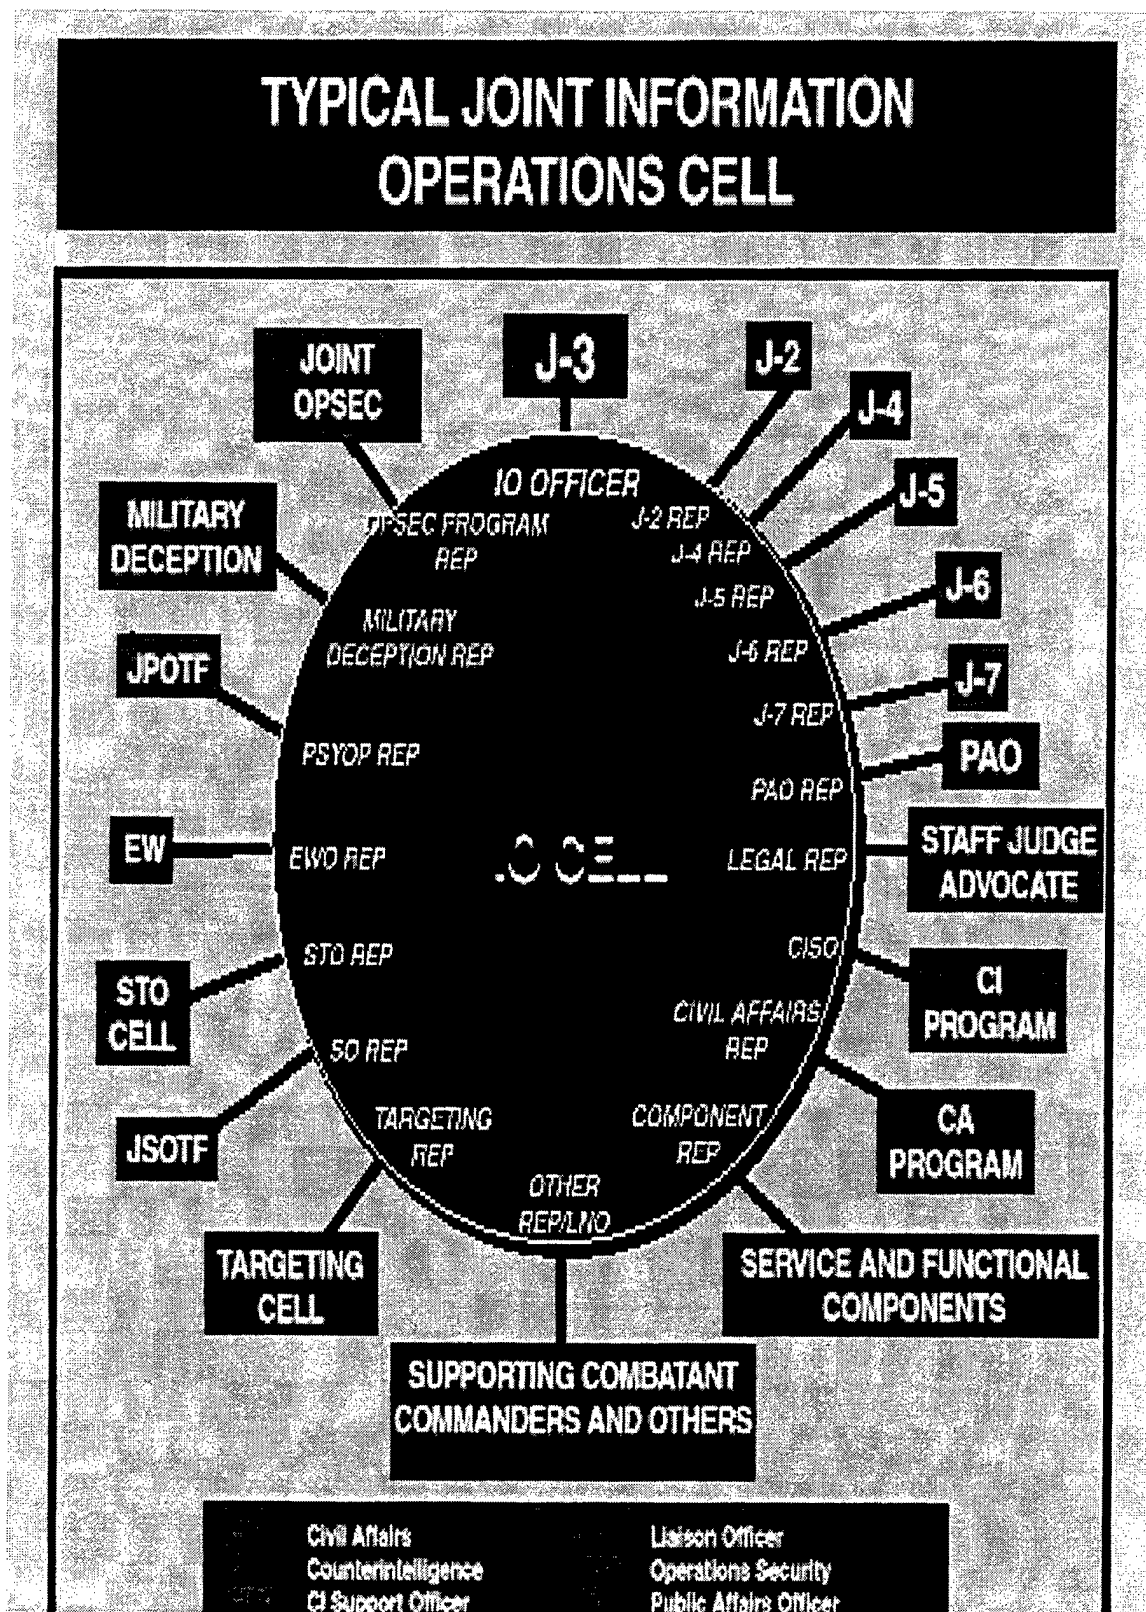 TYPICAL JOINT INFORMATION
OPERATIONS CELL
JOINT
OPSEC
J-3
J-2
J-4
J-5
J-6
J-7
PAO
STAFF JUDGE
ADVOCATE
CI
PROGRAM
CA
PROGRAM
SERVICE AND FUNCTIONAL
COMPONENTS
SUPPORTING COMBATANT
COMMANDERS AND OTHERS
TARGETING
CELL
JSOTF
STO
CELL
EW
JPOTF
MILITARY
DECEPTION
IO OFFICER
OPSEC PROGRAM
REP
MILITARY
DECEPTION REP
PSYOP REP
EWO REP
STO REP
SO REP
TARGETING
REP
OTHER
REP/LNO
COMPONENT
REP
CIVIL AFFAIRS
REP
CISO
LEGAL REP
PAO REP
J-7 REP
J-6 REP
J-5 REP
J-4 REP
J-2 REP
Civil Affairs
Counterintelligence
CI Support Officer
Liaison Officer
Operations Security
Public Affairs Officer